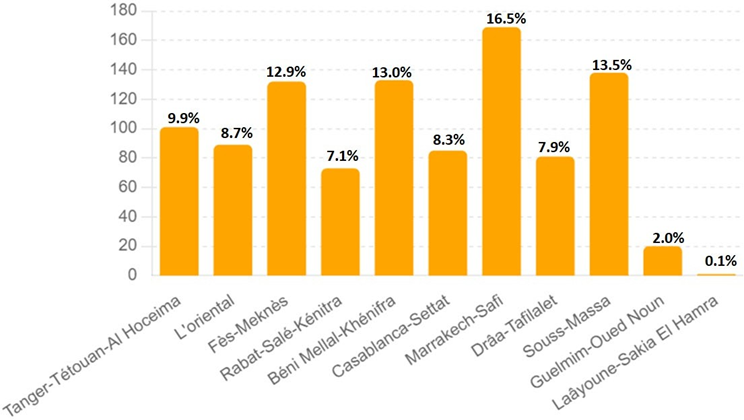 180
160
140
120
100
80
60
40
20
0
9.9%
8.7%
12.9%
7.1%
13.0%
8.3%
16.5%
7.9%
13.5%
2.0%
0.1%
Tanger-Tétouan-Al Hoceima
L'oriental
Fès-Meknès
Rabat-Salé-Kénitra
Béni Mellal-Khénifra
Casablanca-Settat
Marrakech-Safi
Drâa-Tafilalet
Souss-Massa
Guelmim-Oued Noun
Laâyoune-Sakia El Hamra